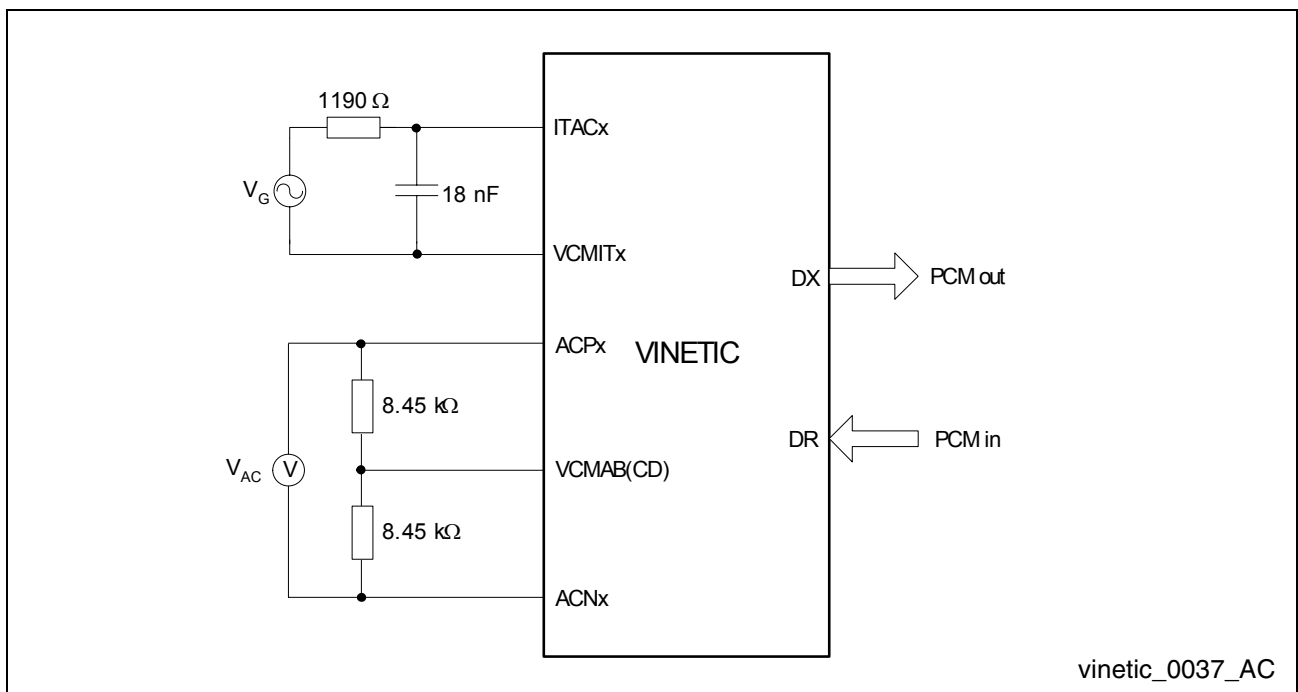 1190 Ω
ITACx
V_G
18 nF
VCMITx
DX
PCM out
ACPx
VINETIC
8.45 kΩ
DR
PCM in
V_AC
V
VCMAB(CD)
8.45 kΩ
ACNx
vinetic_0037_AC